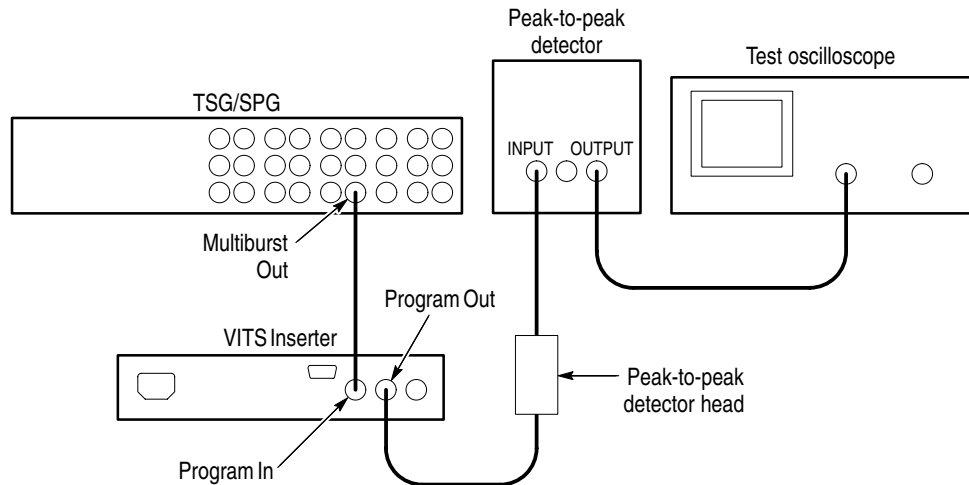 Peak-to-peak
detector
Test oscilloscope
TSG/SPG
INPUT
OUTPUT
Multiburst
Out
Program Out
VITS Inserter
Peak-to-peak
detector head
Program In